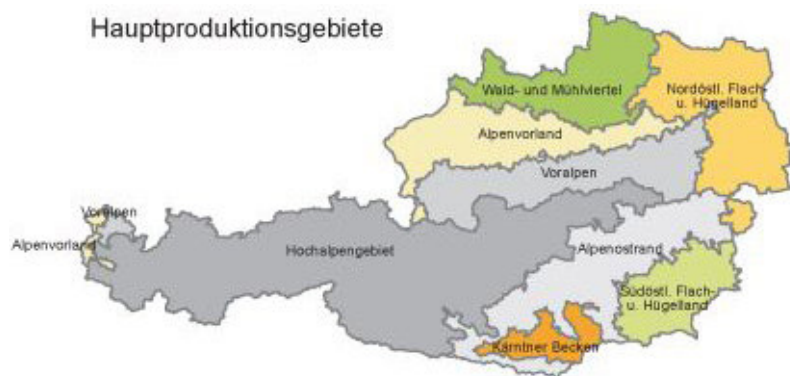 Hauptproduktionsgebiete
Wald- und Mühlviertel
Nordöstl. Flach-
u. Hügelland
Alpenvorland
Voralpen
Voralpen
Alpenvorland
Hochalpengebiet
Alpenostrand
Südöstl. Flach-
u. Hügelland
Kärntner Becken